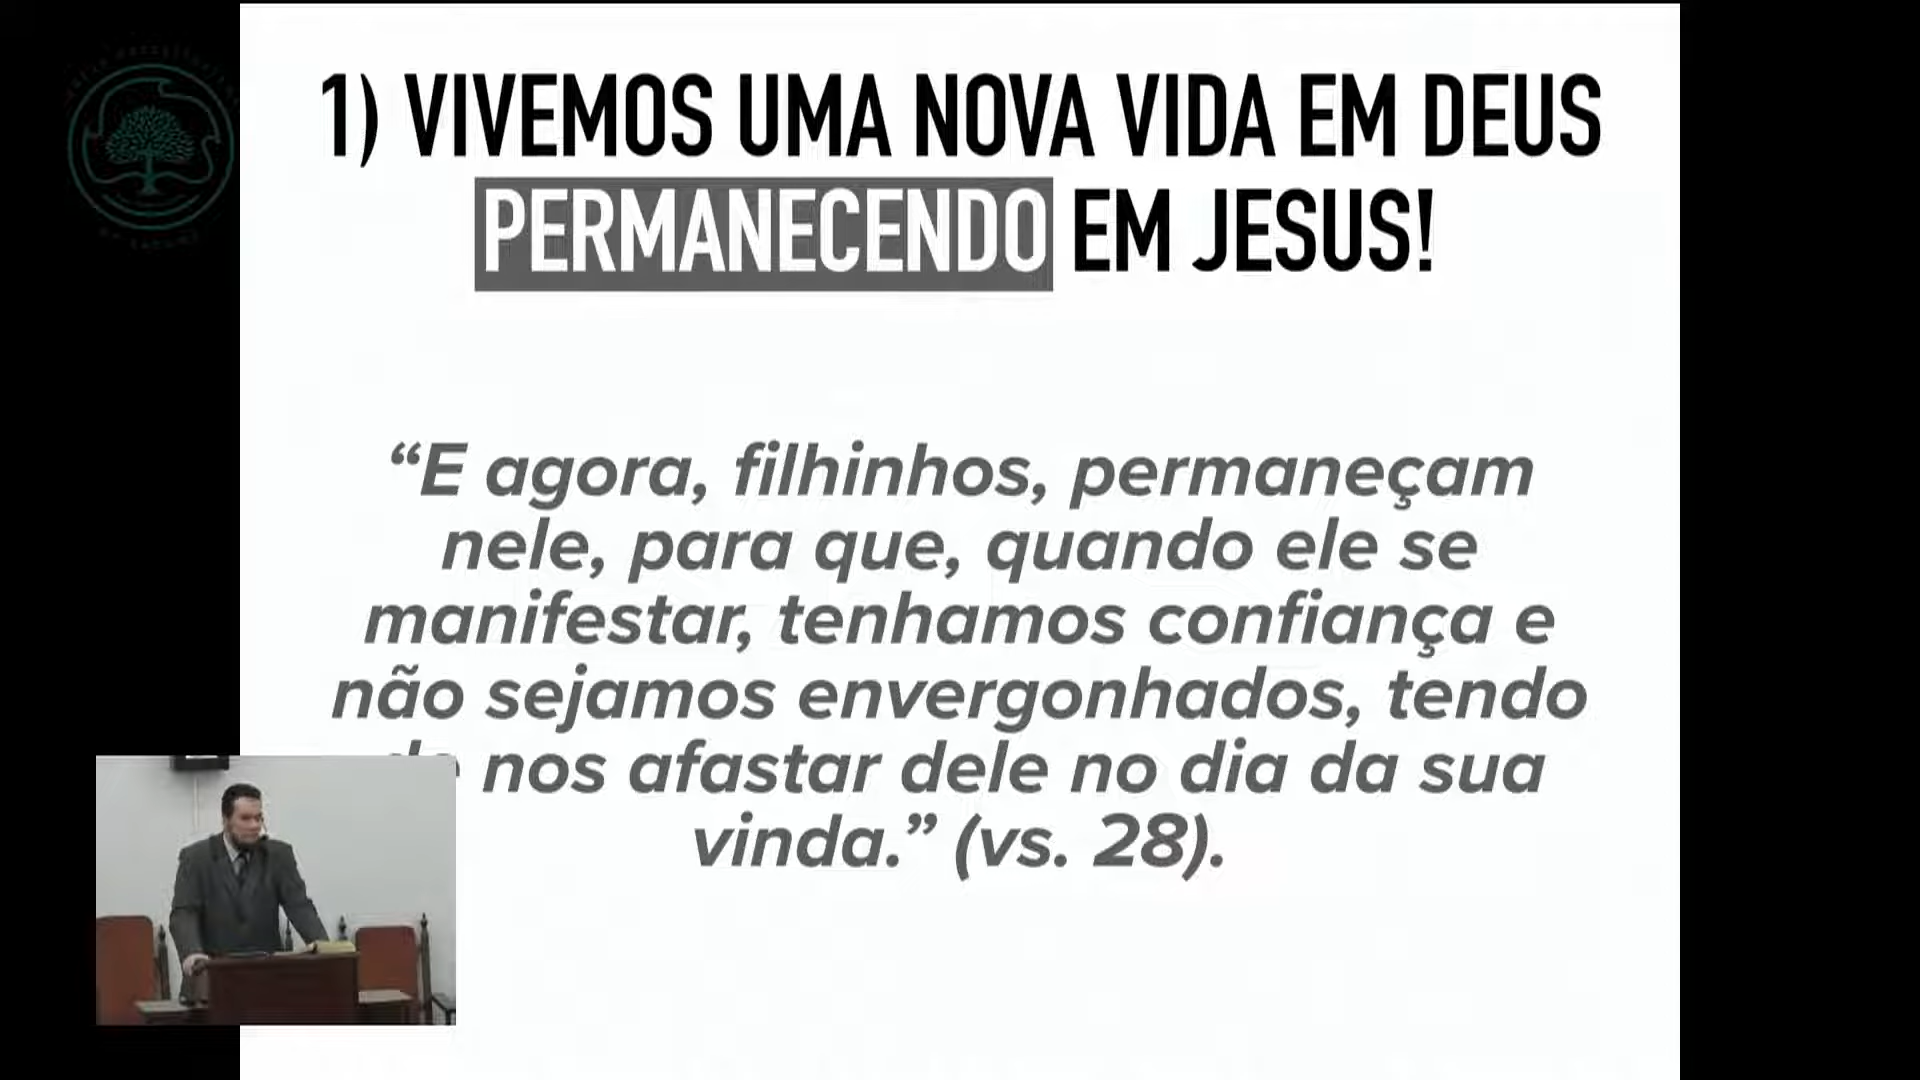 1) VIVEMOS UMA NOVA VIDA EM DEUS
PERMANECENDO EM JESUS!
“E agora, filhinhos, permaneçam
nele, para que, quando ele se
manifestar, tenhamos confiança e
não sejamos envergonhados, tendo
nos afastar dele no dia da sua
vinda.” (vs. 28).